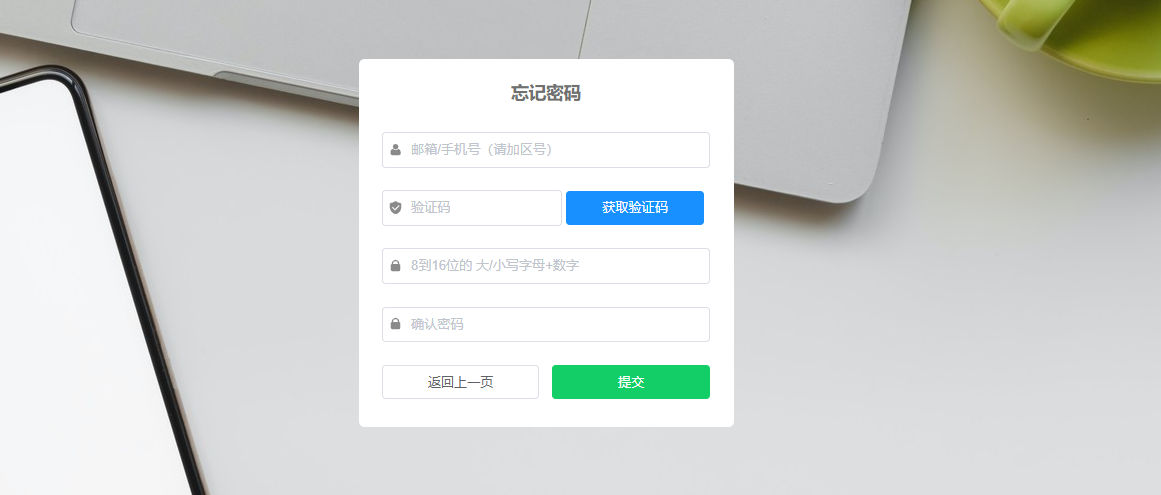 忘记密码
邮箱/手机号（请加区号）
验证码 获取验证码
8到16位的 大/小写字母+数字
确认密码
返回上一页 提交